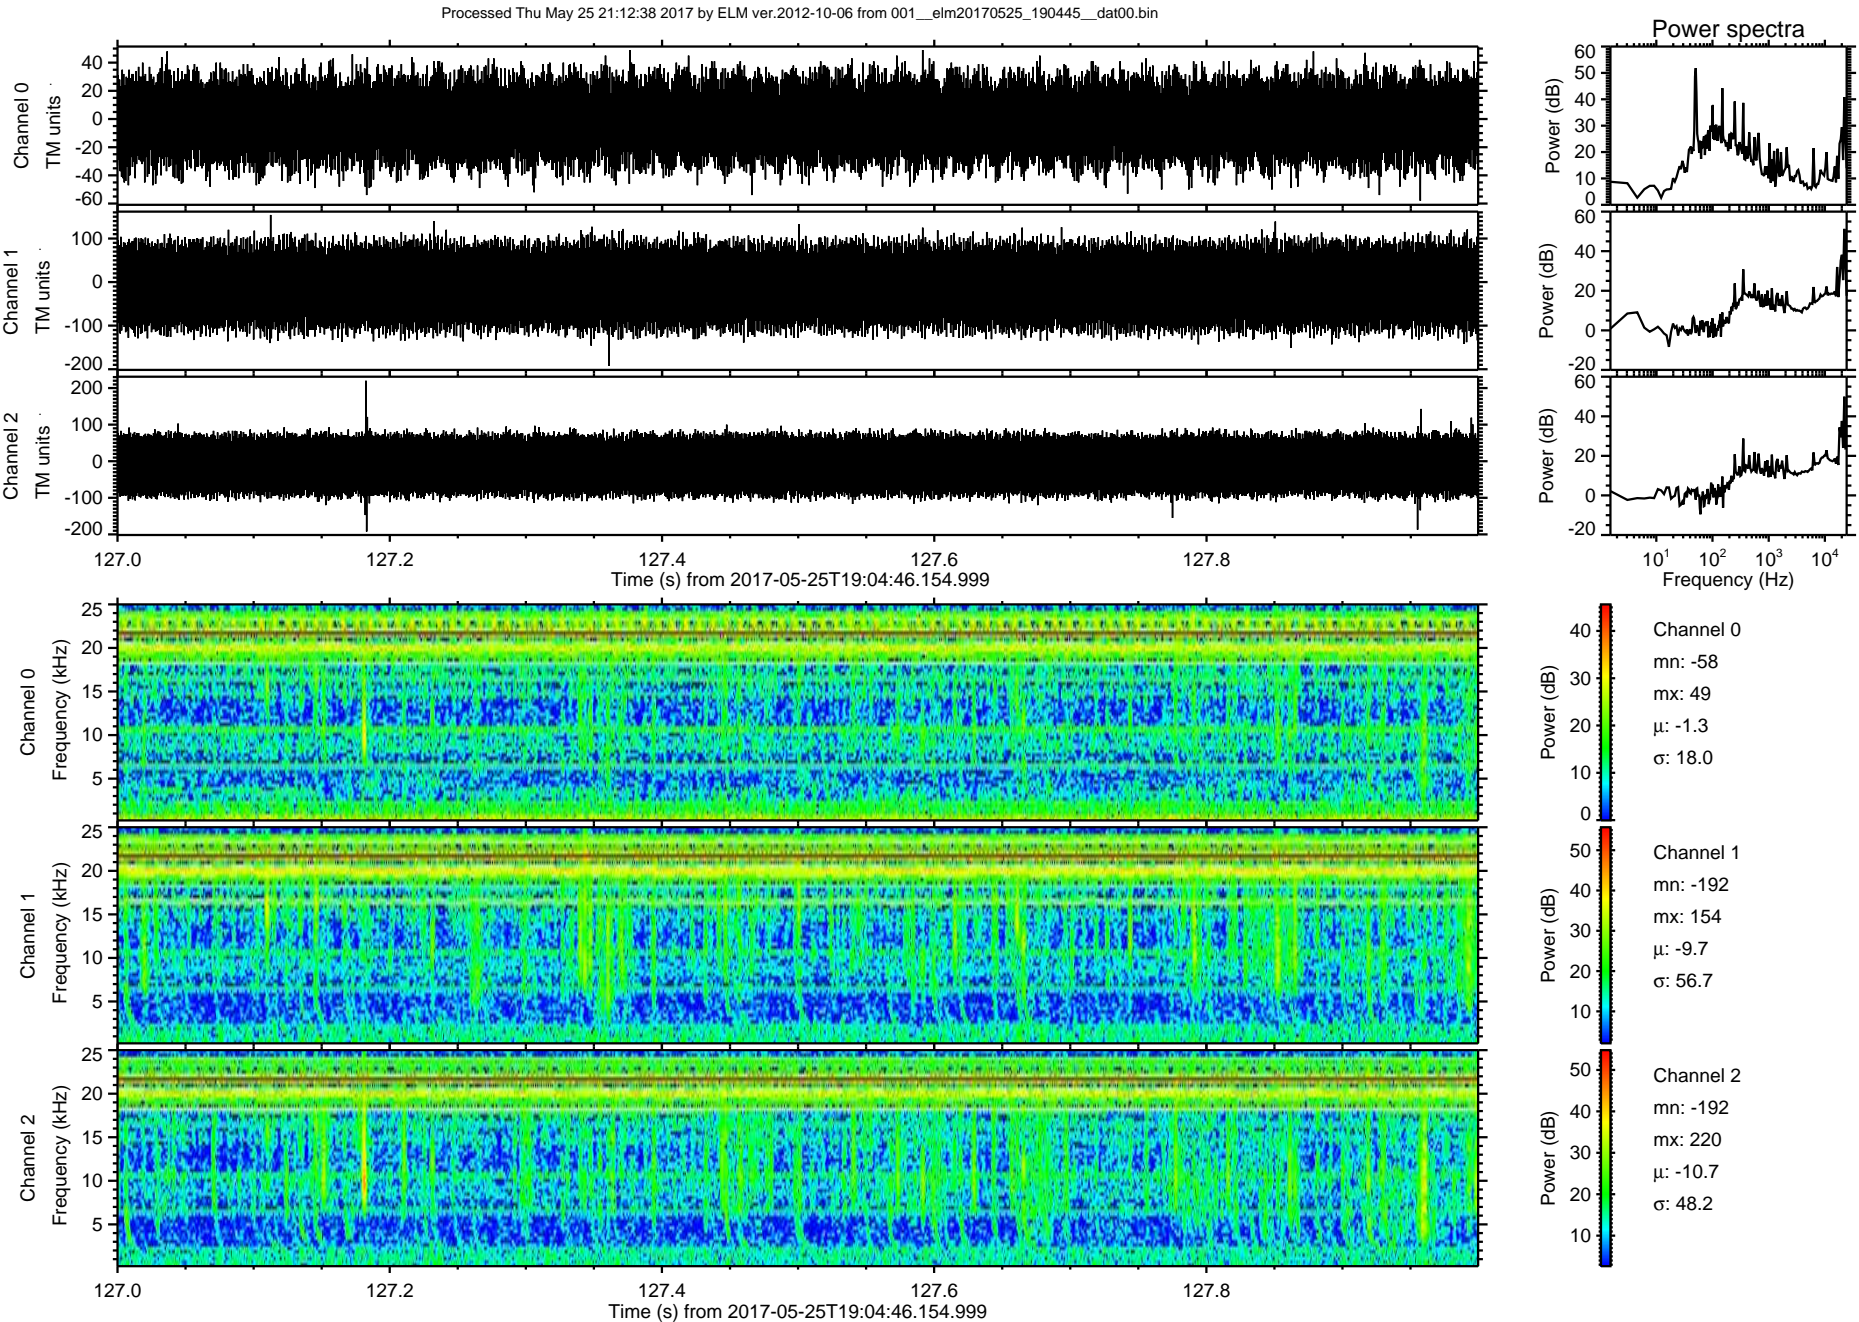 Processed Thu May 25 21:12:38 2017 by ELM ver.2012-10-06 from 001__elm20170525_190445__dat00.bin
Power spectra
Channel 0
TM units
40
20
0
-20
-40
-60
Power (dB)
60
50
40
30
20
10
0
Channel 1
TM units
100
0
-100
-200
Power (dB)
60
40
20
0
-20
Channel 2
TM units
200
100
0
-100
-200
Power (dB)
60
40
20
0
-20
127.0 127.2 127.4 127.6 127.8
Time (s) from 2017-05-25T19:04:46.154.999
10¹ 10² 10³ 10⁴
Frequency (Hz)
Channel 0
Frequency (kHz)
25
20
15
10
5
Power (dB)
40
30
20
10
0
Channel 0
mn: -58
mx: 49
μ: -1.3
σ: 18.0
Channel 1
Frequency (kHz)
25
20
15
10
5
Power (dB)
50
40
30
20
10
Channel 1
mn: -192
mx: 154
μ: -9.7
σ: 56.7
Channel 2
Frequency (kHz)
25
20
15
10
5
Power (dB)
50
40
30
20
10
Channel 2
mn: -192
mx: 220
μ: -10.7
σ: 48.2
127.0 127.2 127.4 127.6 127.8
Time (s) from 2017-05-25T19:04:46.154.999